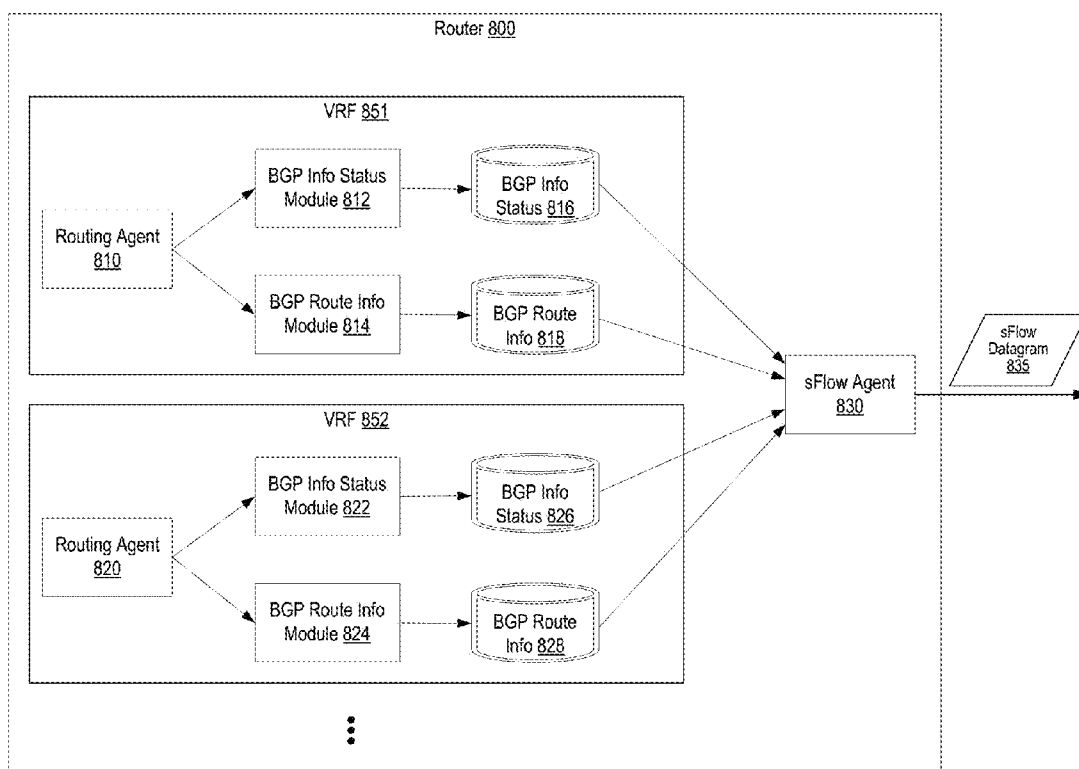 Router 800
VRF 851
BGP Info Status
Module 812
BGP Info
Status 816
Routing Agent
810
BGP Route Info
Module 814
BGP Route
Info 818
sFlow
Datagram
835
sFlow Agent
830
VRF 852
BGP Info Status
Module 822
BGP Info
Status 826
Routing Agent
820
BGP Route Info
Module 824
BGP Route
Info 828